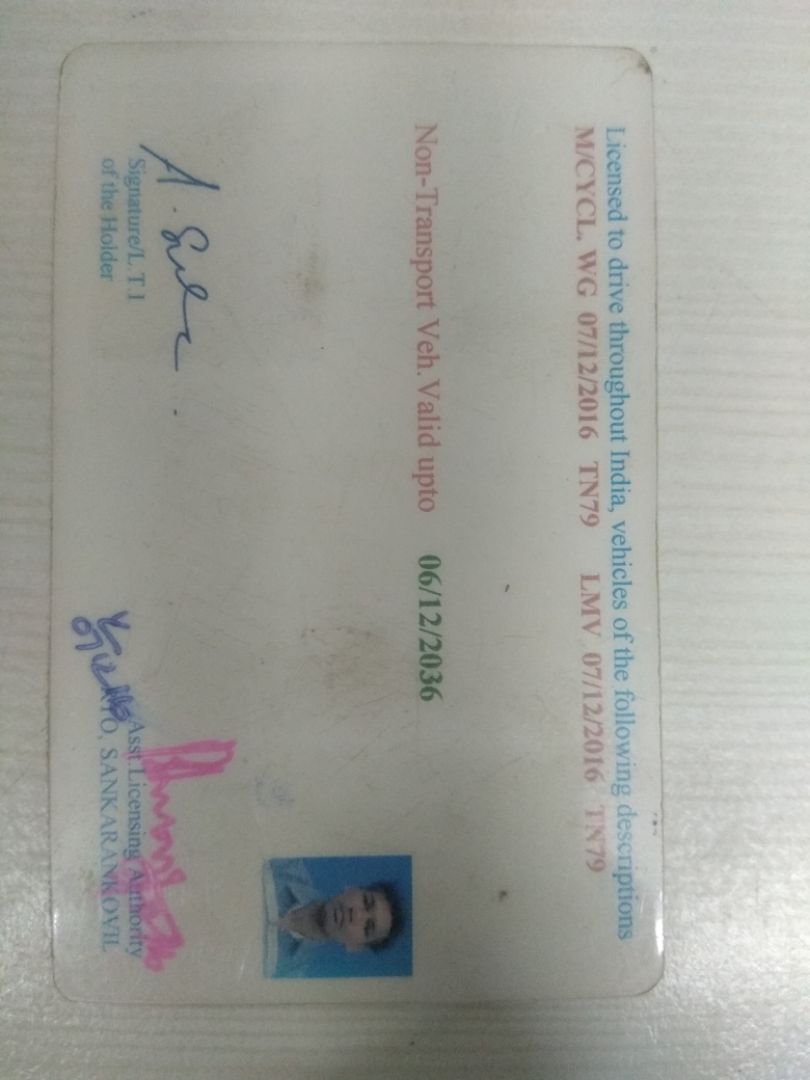 Licensed to drive throughout India, vehicles of the following descriptions
M/CYCL. WG 07/12/2016 TN79 LMV 07/12/2016 TN79
Non-Transport Veh. Valid upto 06/12/2036
Signature/L.T.I
of the Holder
Asst.Licensing Authority
SANKARANKOVIL